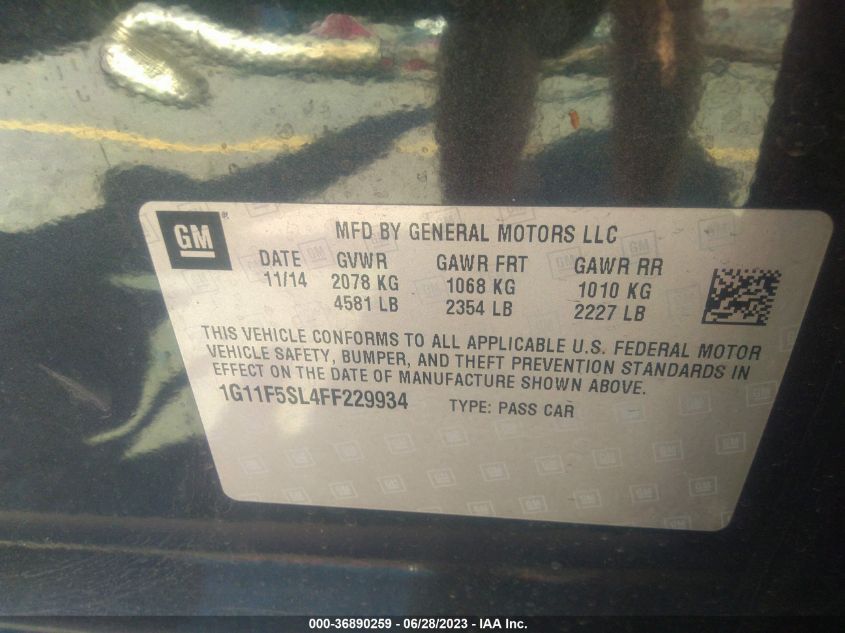 GM®
MFD BY GENERAL MOTORS LLC
DATE GVWR GAWR FRT GAWR RR
11/14 2078 KG 1068 KG 1010 KG
4581 LB 2354 LB 2227 LB
THIS VEHICLE CONFORMS TO ALL APPLICABLE U.S. FEDERAL MOTOR
VEHICLE SAFETY, BUMPER, AND THEFT PREVENTION STANDARDS IN
EFFECT ON THE DATE OF MANUFACTURE SHOWN ABOVE.
1G11F5SL4FF229934 TYPE: PASS CAR
000-36890259 - 06/28/2023 - IAA Inc.